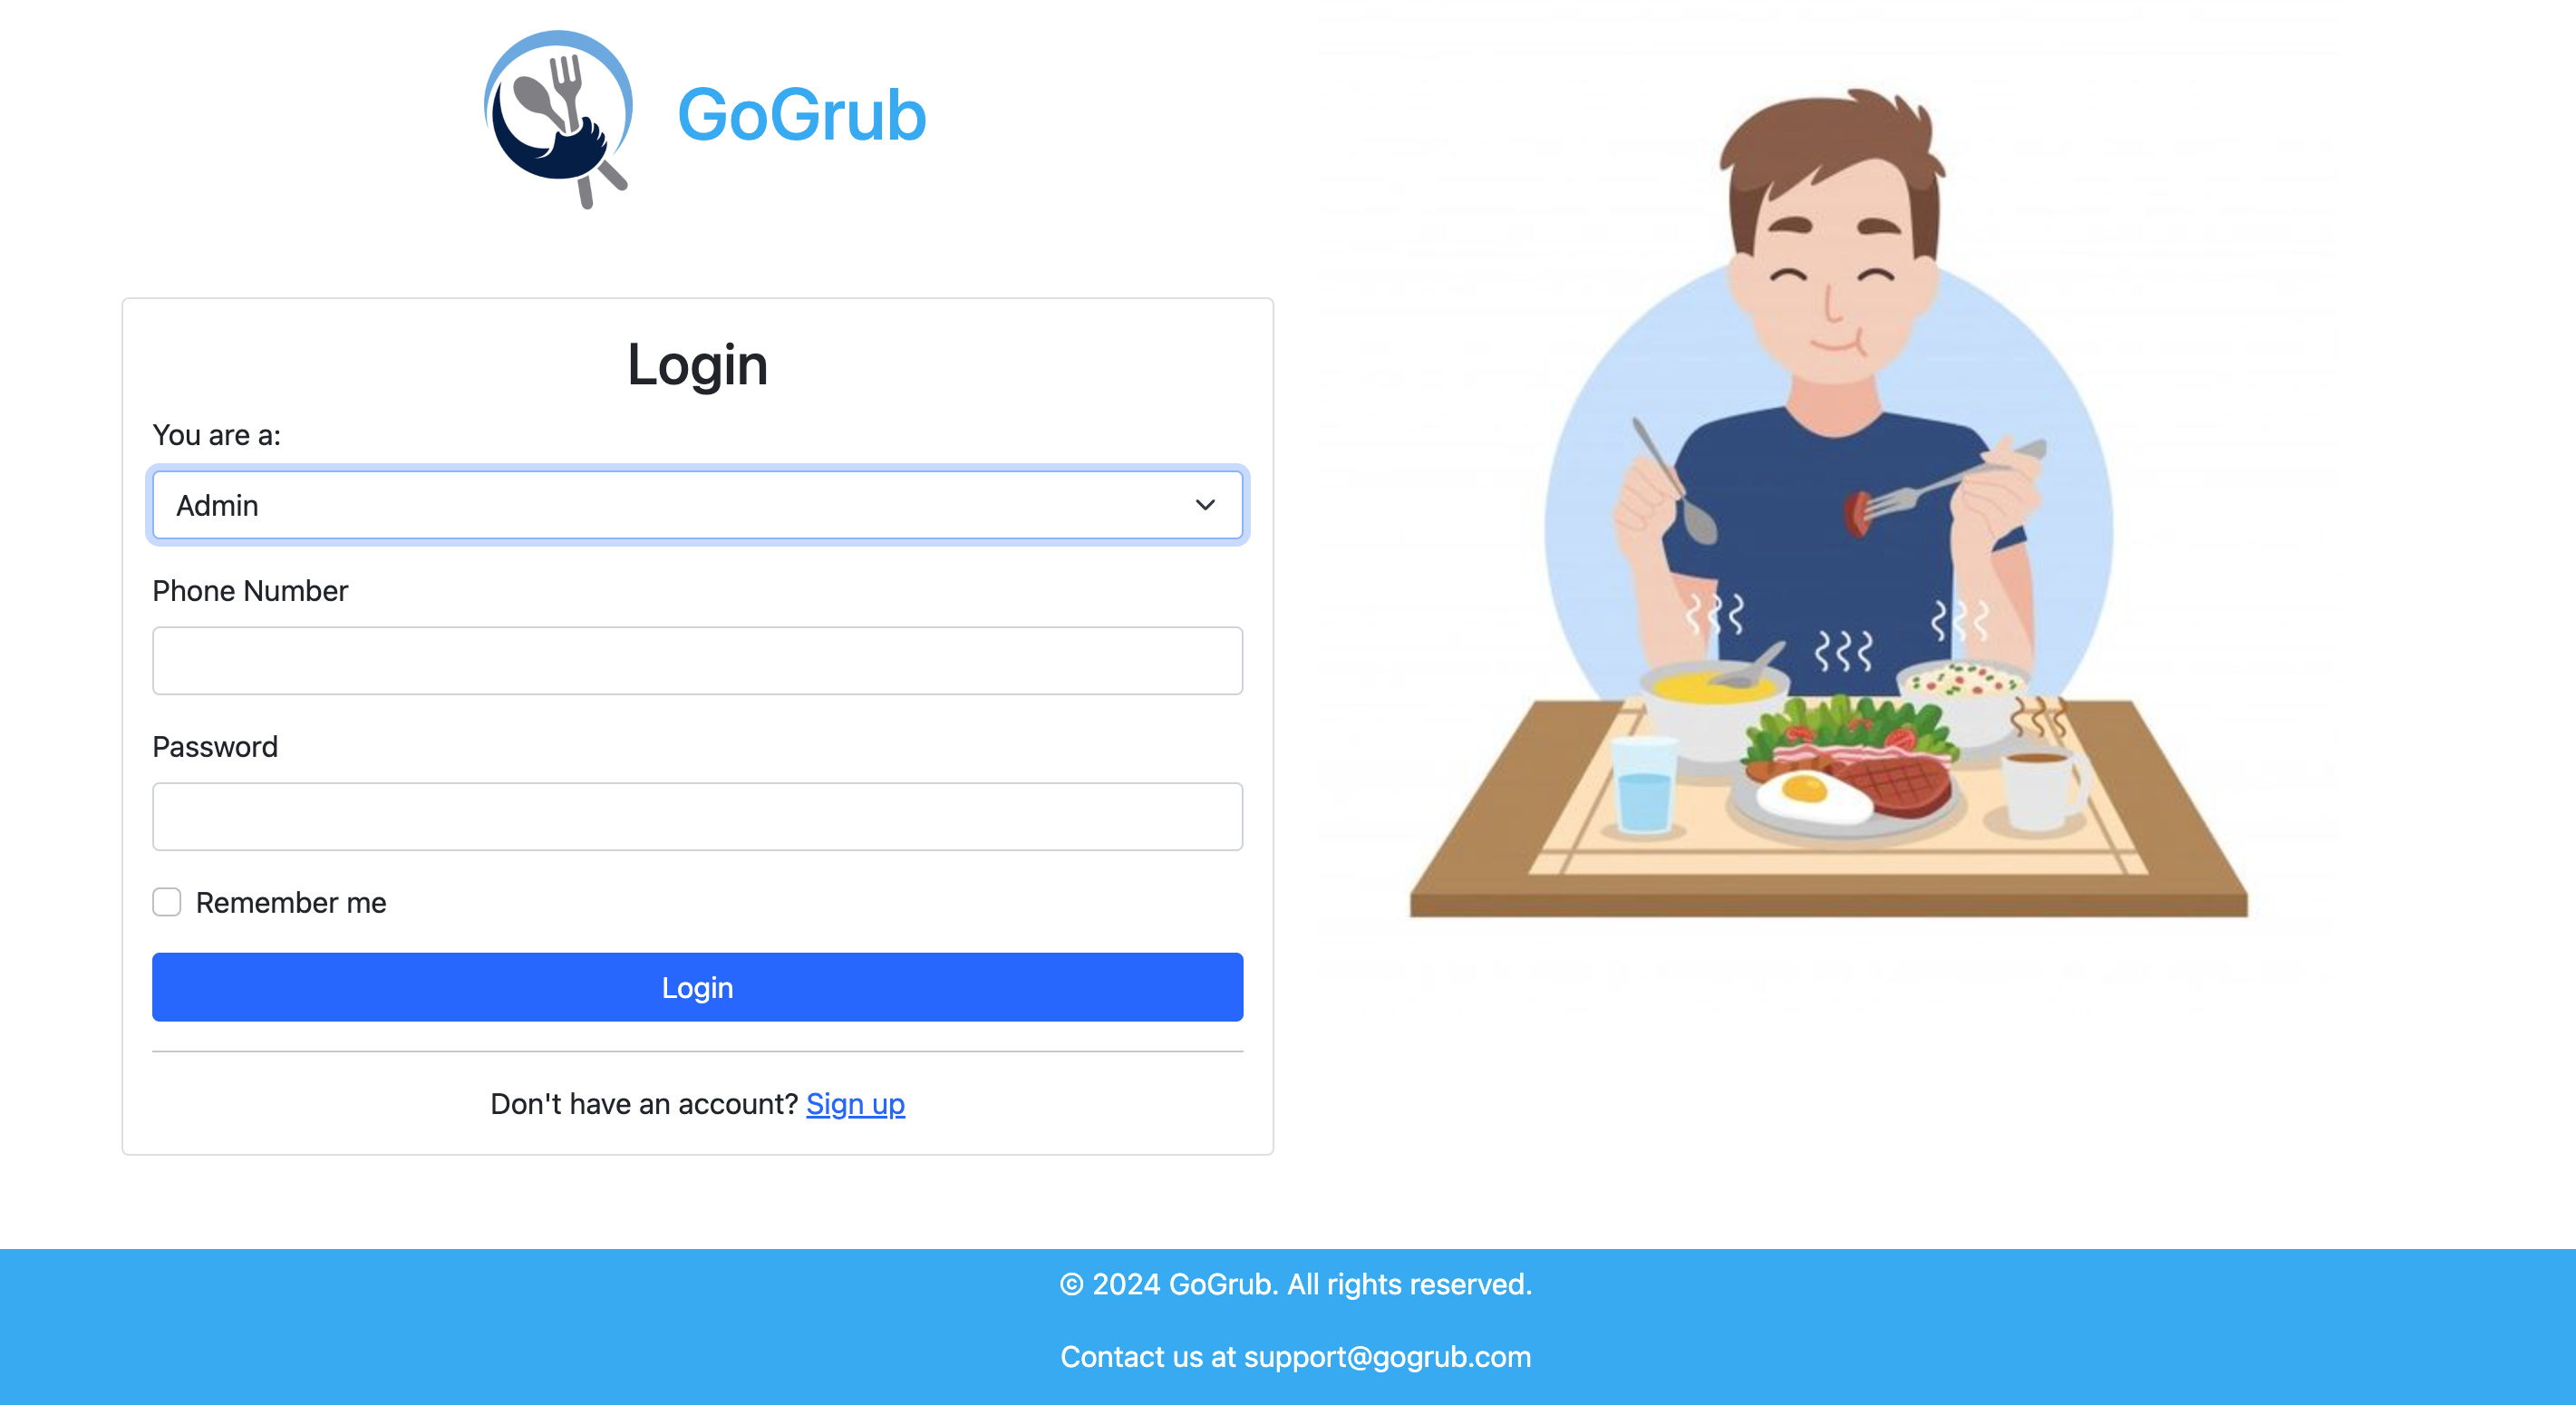 GoGrub
Login
You are a:
Admin
Phone Number
Password
Remember me
Login
Don't have an account? Sign up
© 2024 GoGrub. All rights reserved.
Contact us at support@gogrub.com